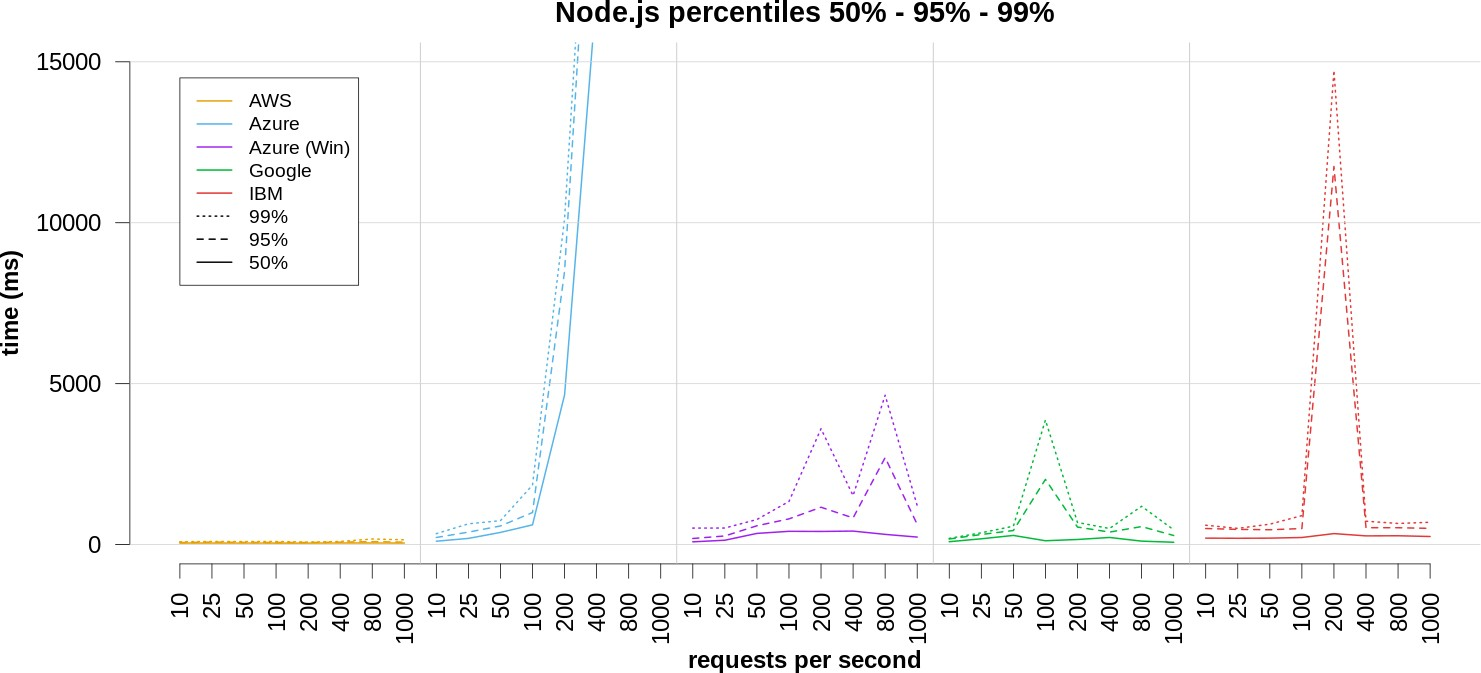 Node.js percentiles 50% - 95% - 99%
15000
10000
5000
0
time (ms)
AWS
Azure
Azure (Win)
Google
IBM
99%
95%
50%
10 25 50 100 200 400 800 1000 10 25 50 100 200 400 800 1000 10 25 50 100 200 400 800 1000 10 25 50 100 200 400 800 1000 10 25 50 100 200 400 800 1000
requests per second